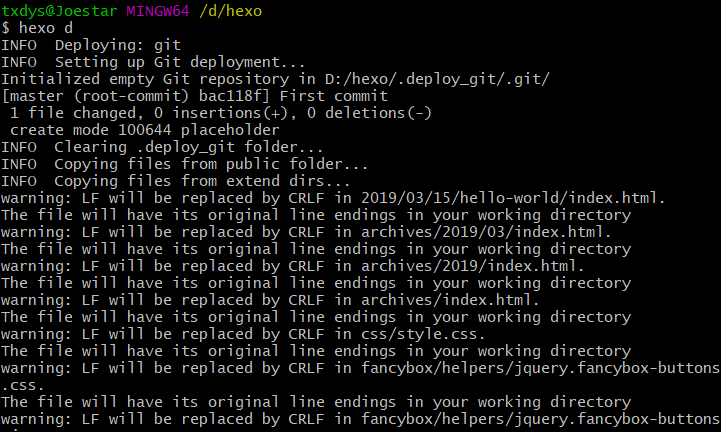 txdys@Joestar MINGW64 /d/hexo
$ hexo d
INFO  Deploying: git
INFO  Setting up Git deployment...
Initialized empty Git repository in D:/hexo/.deploy_git/.git/
[master (root-commit) bac118f] First commit
 1 file changed, 0 insertions(+), 0 deletions(-)
 create mode 100644 placeholder
INFO  Clearing .deploy_git folder...
INFO  Copying files from public folder...
INFO  Copying files from extend dirs...
warning: LF will be replaced by CRLF in 2019/03/15/hello-world/index.html.
The file will have its original line endings in your working directory
warning: LF will be replaced by CRLF in archives/2019/03/index.html.
The file will have its original line endings in your working directory
warning: LF will be replaced by CRLF in archives/2019/index.html.
The file will have its original line endings in your working directory
warning: LF will be replaced by CRLF in archives/index.html.
The file will have its original line endings in your working directory
warning: LF will be replaced by CRLF in css/style.css.
The file will have its original line endings in your working directory
warning: LF will be replaced by CRLF in fancybox/helpers/jquery.fancybox-buttons
.css.
The file will have its original line endings in your working directory
warning: LF will be replaced by CRLF in fancybox/helpers/jquery.fancybox-buttons